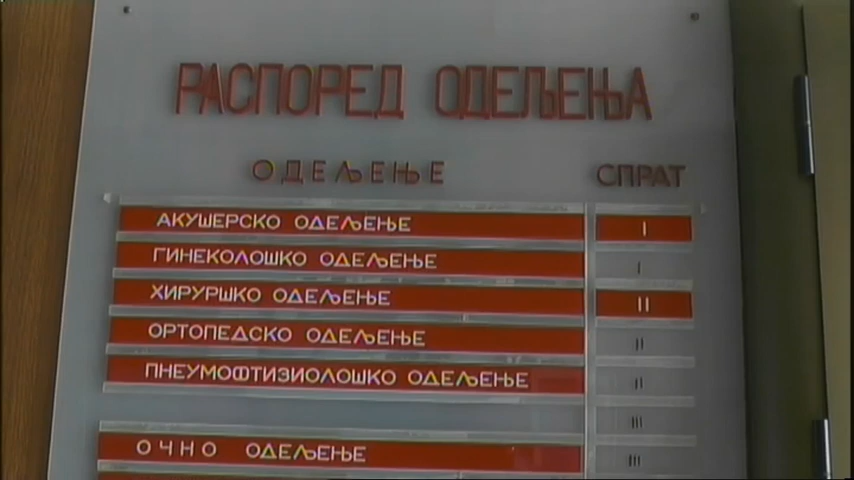 РАСПОРЕД ОДЕЉЕЊА
ОДЕЉЕЊЕ СПРАТ
АКУШЕРСКО ОДЕЉЕЊЕ I
ГИНЕКОЛОШКО ОДЕЉЕЊЕ I
ХИРУРШКО ОДЕЉЕЊЕ II
ОРТОПЕДСКО ОДЕЉЕЊЕ II
ПНЕУМОФТИЗИОЛОШКО ОДЕЉЕЊЕ II
III
ОЧНО ОДЕЉЕЊЕ III